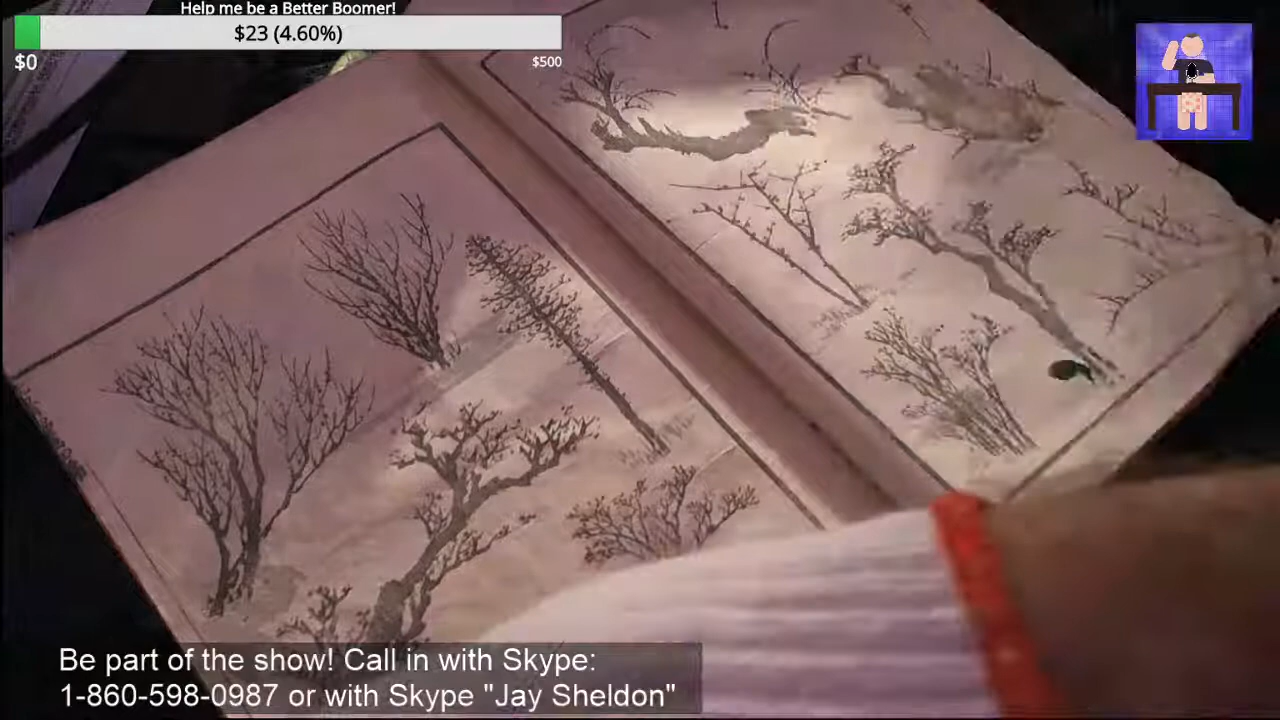 Help me be a Better Boomer!
$23 (4.60%)
$0
$500
Be part of the show! Call in with Skype:
1-860-598-0987 or with Skype "Jay Sheldon"